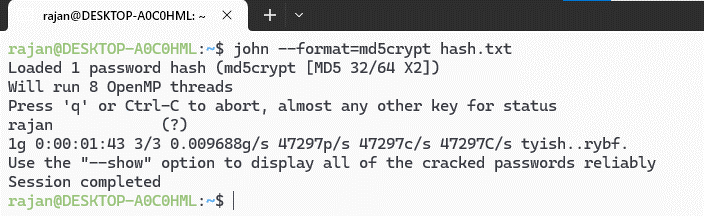 rajan@DESKTOP-A0C0HML: ~
rajan@DESKTOP-A0C0HML:~$ john --format=md5crypt hash.txt
Loaded 1 password hash (md5crypt [MD5 32/64 X2])
Will run 8 OpenMP threads
Press 'q' or Ctrl-C to abort, almost any other key for status
rajan            (?)
1g 0:00:01:43 3/3 0.009688g/s 47297p/s 47297c/s 47297C/s tyish..rybf.
Use the "--show" option to display all of the cracked passwords reliably
Session completed
rajan@DESKTOP-A0C0HML:~$